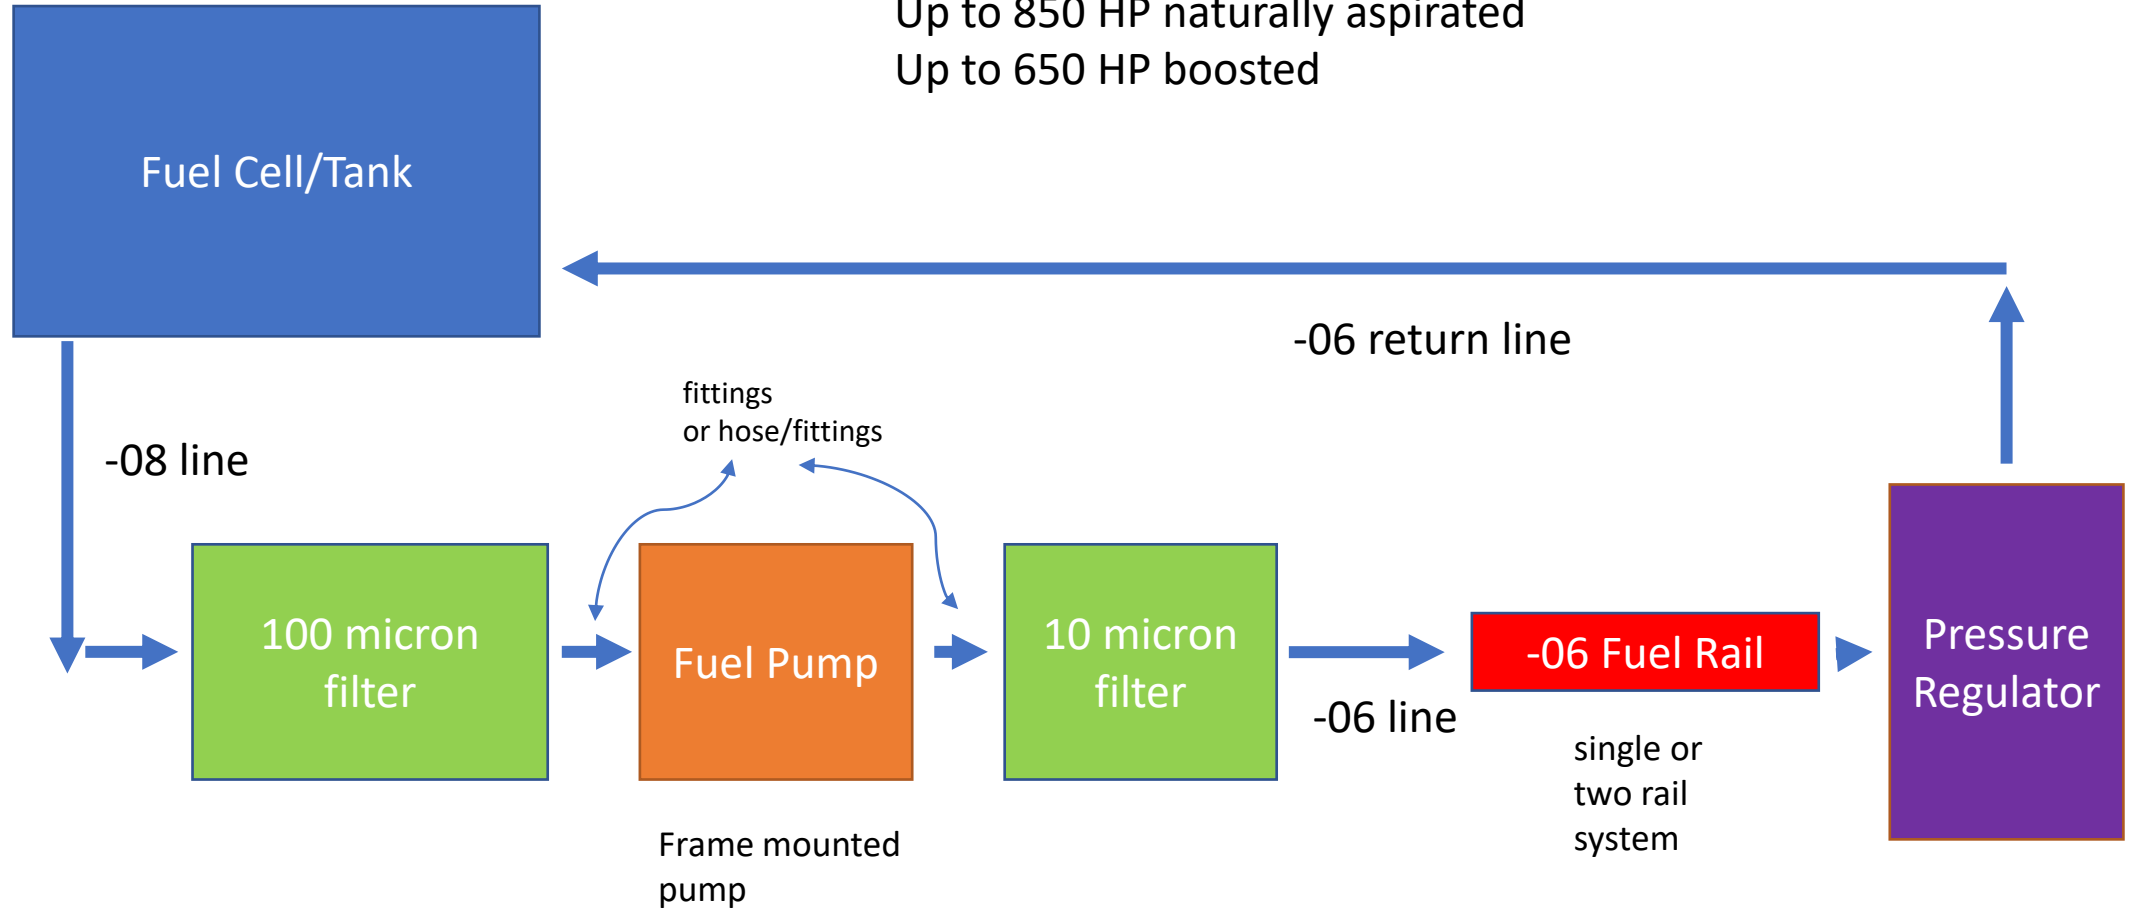 Up to 850 HP naturally aspirated
Up to 650 HP boosted
Fuel Cell/Tank
-06 return line
fittings
or hose/fittings
-08 line
100 micron
filter
Fuel Pump
10 micron
filter
-06 line
-06 Fuel Rail
Pressure
Regulator
single or
two rail
system
Frame mounted
pump